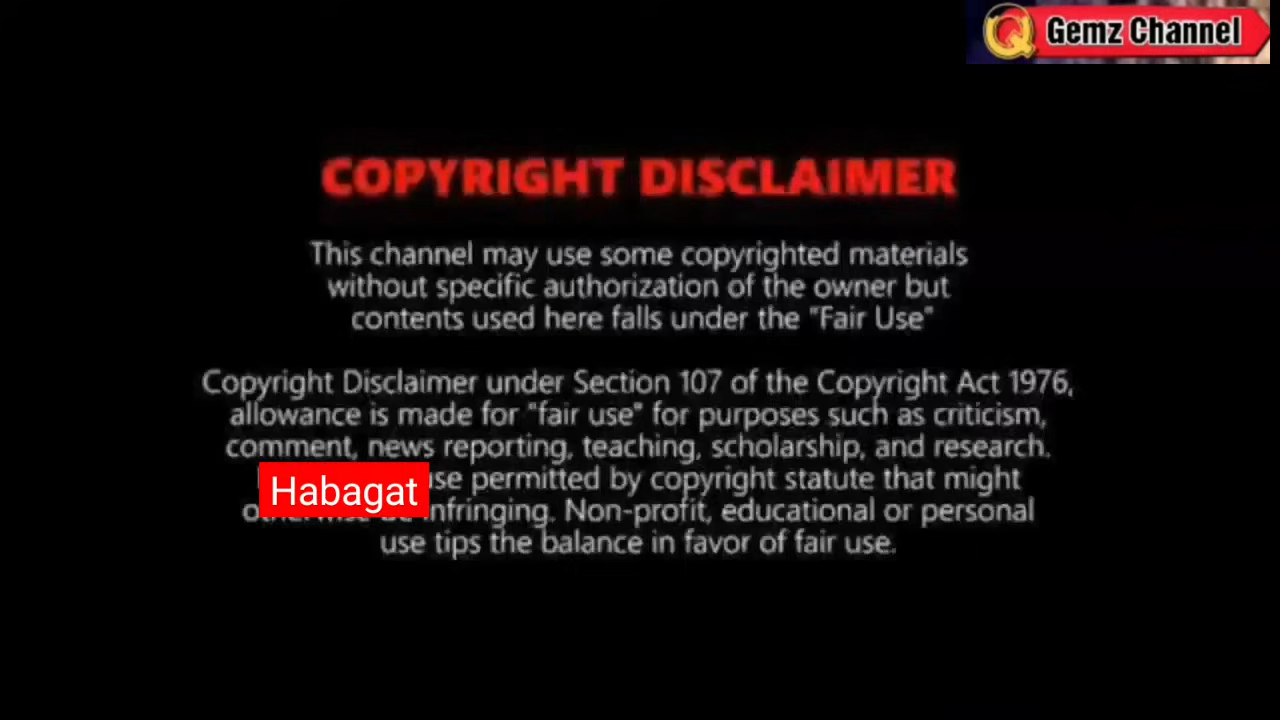 Gemz Channel
COPYRIGHT DISCLAIMER
This channel may use some copyrighted materials
without specific authorization of the owner but
contents used here falls under the "Fair Use"
Copyright Disclaimer under Section 107 of the Copyright Act 1976,
allowance is made for "fair use" for purposes such as criticism,
comment, news reporting, teaching, scholarship, and research.
Habagat
permitted by copyright statute that might
infringing. Non-profit, educational or personal
use tips the balance in favor of fair use.